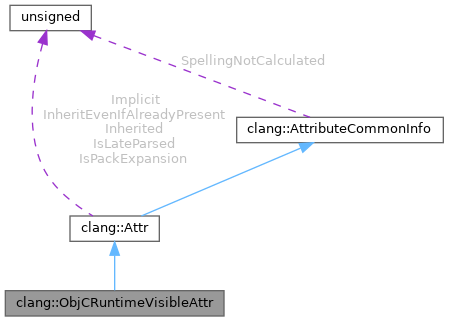 unsigned
SpellingNotCalculated
Implicit
InheritEvenIfAlreadyPresent
Inherited
IsLateParsed
IsPackExpansion
clang::AttributeCommonInfo
clang::Attr
clang::ObjCRuntimeVisibleAttr